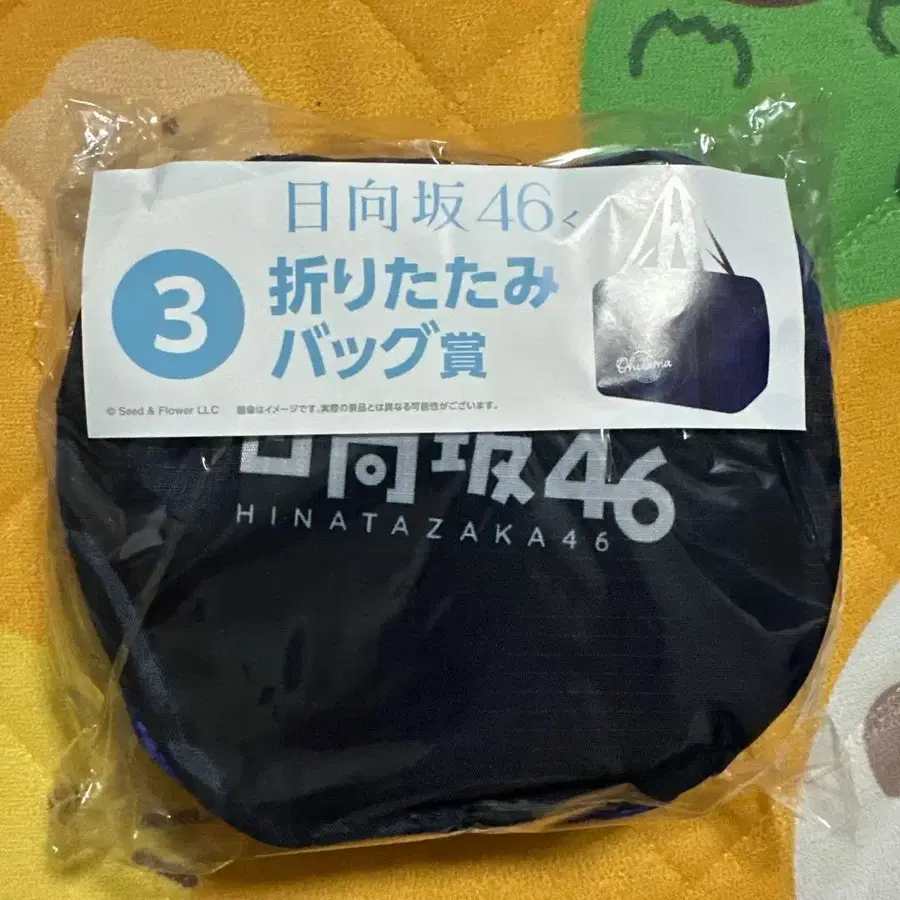 日向坂46く
3
折りたたみ
バッグ賞
Ohisama
© Seed & Flower LLC 画像はイメージです。実際の景品とは異なる可能性がございます。
日向坂46
HINATAZAKA46